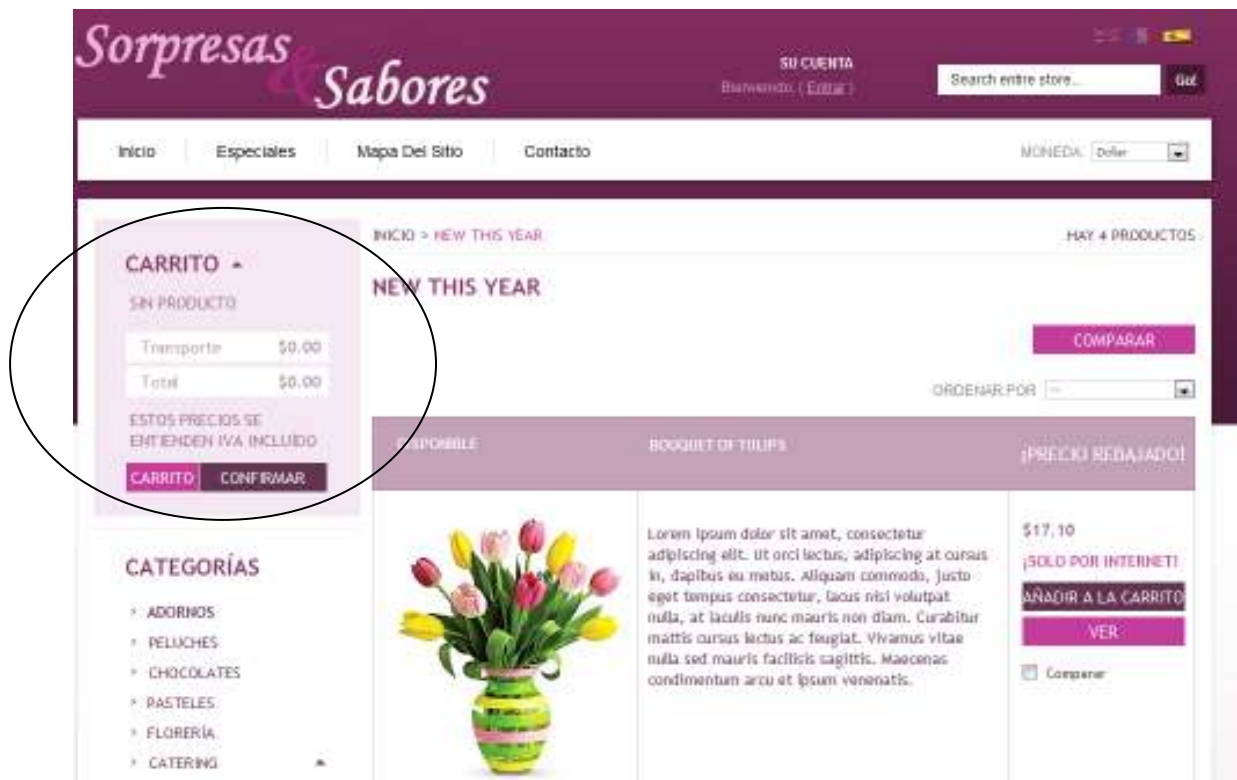 Sorpresas
&
Sabores
SU CUENTA
Bienvenido, ( Entrar )
Search entire store...
Go!
Inicio
Especiales
Mapa Del Sitio
Contacto
MONEDA
Dollar
CARRITO
SIN PRODUCTO
Transporte $0.00
Total $0.00
ESTOS PRECIOS SE
ENTIENDEN IVA INCLUÍDO
CARRITO
CONFIRMAR
CATEGORÍAS
ADORNOS
PELUCHES
CHOCOLATES
PASTELES
FLORERÍA
CATERING
INICIO > NEW THIS YEAR
HAY 4 PRODUCTOS
NEW THIS YEAR
COMPARAR
ORDENAR POR --
DISPONIBLE
BOUQUET OF TULIPS
¡PRECIO REBAJADO!
Lorem ipsum dolor sit amet, consectetur
adipiscing elit. Ut orci lectus, adipiscing at cursus
in, dapibus eu metus. Aliquam commodo, justo
eget tempus consectetur, lacus nisl volutpat
nulla, at iaculis nunc mauris non diam. Curabitur
mattis cursus lectus ac feugiat. Vivamus vitae
nulla sed mauris facilisis sagittis. Maecenas
condimentum arcu et ipsum venenatis.
$17.10
¡SOLO POR INTERNET!
AÑADIR A LA CARRITO
VER
Comparar